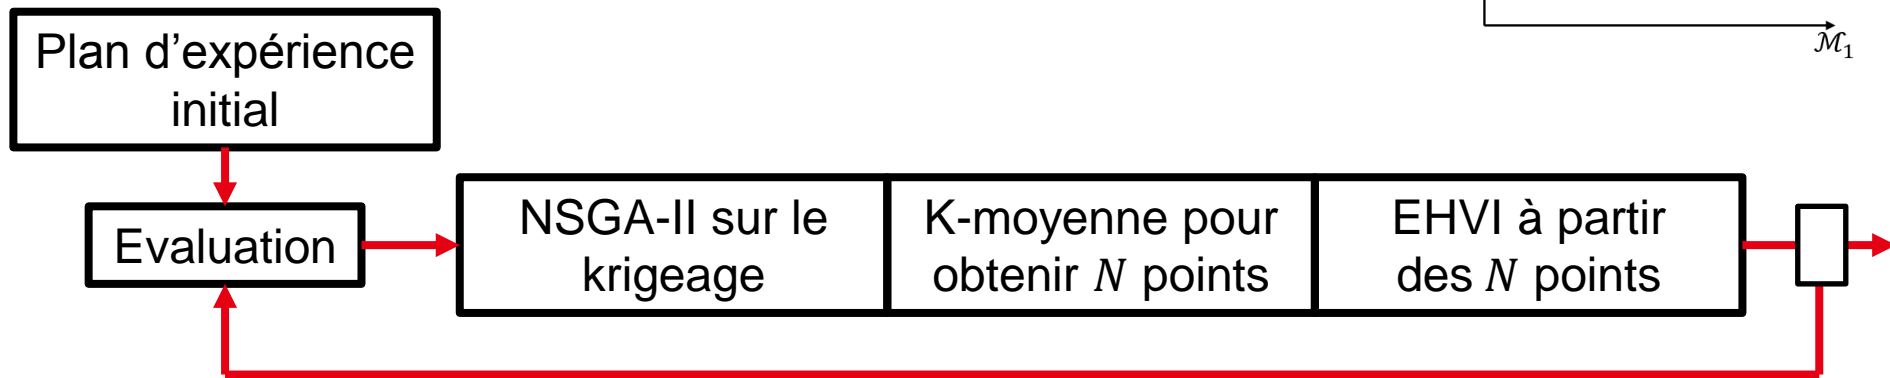 ℳ₁
Plan d’expérience
initial
Evaluation
NSGA-II sur le
krigeage
K-moyenne pour
obtenir 𝑁 points
EHVI à partir
des 𝑁 points